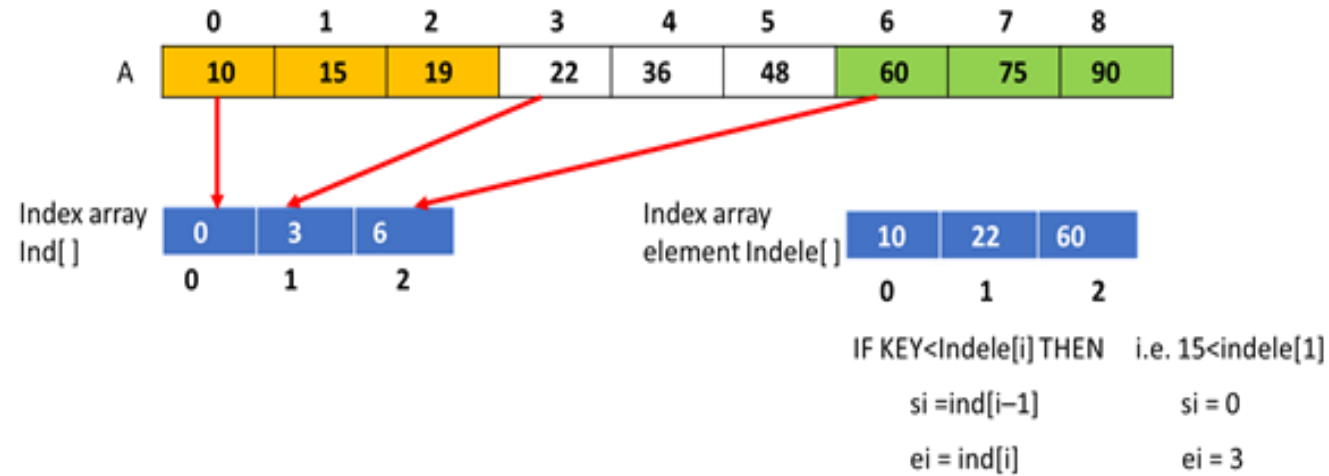 0 1 2 3 4 5 6 7 8
A 10 15 19 22 36 48 60 75 90
Index array
Ind[ ]
0 3 6
0 1 2
Index array
element Indele[ ]
10 22 60
0 1 2
IF KEY<Indele[i] THEN i.e. 15<indele[1]
si =ind[i–1] si = 0
ei = ind[i] ei = 3